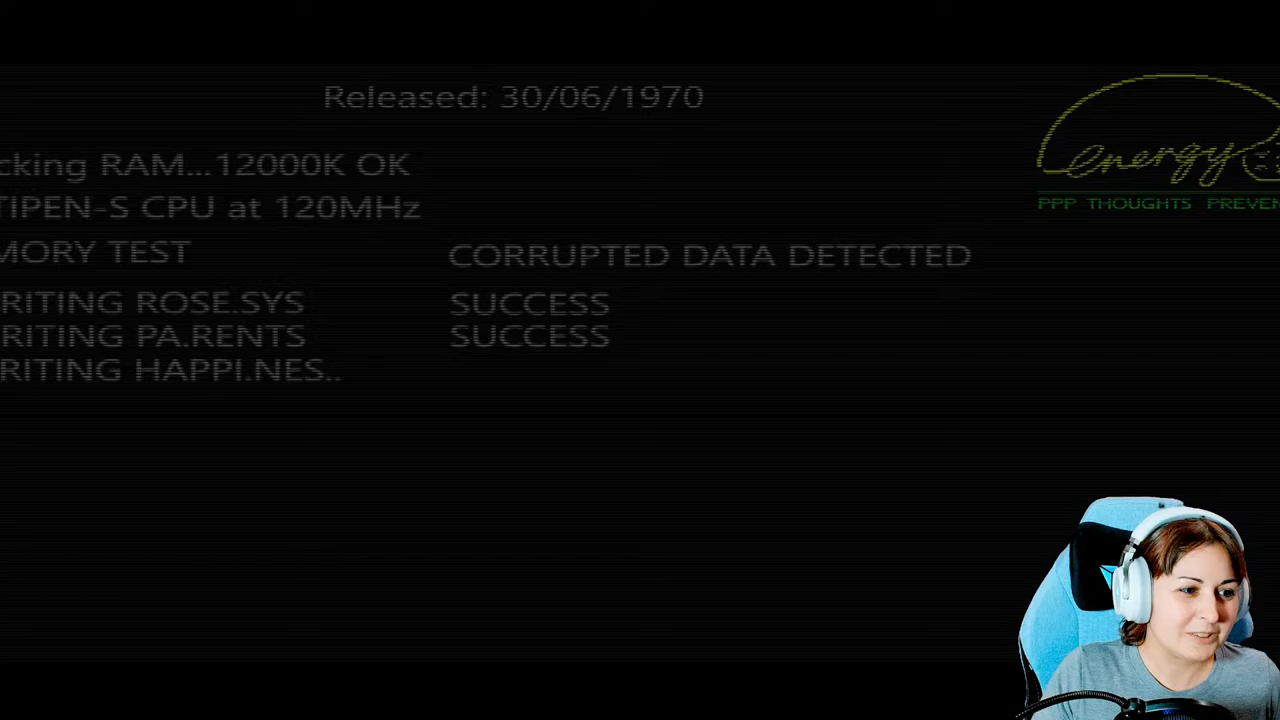 Released: 30/06/1970
energy
PPP THOUGHTS PREVEN
cking RAM...12000K OK
TIPEN-S CPU at 120MHz
MORY TEST CORRUPTED DATA DETECTED
RITING ROSE.SYS SUCCESS
RITING PA.RENTS SUCCESS
RITING HAPPI.NES..